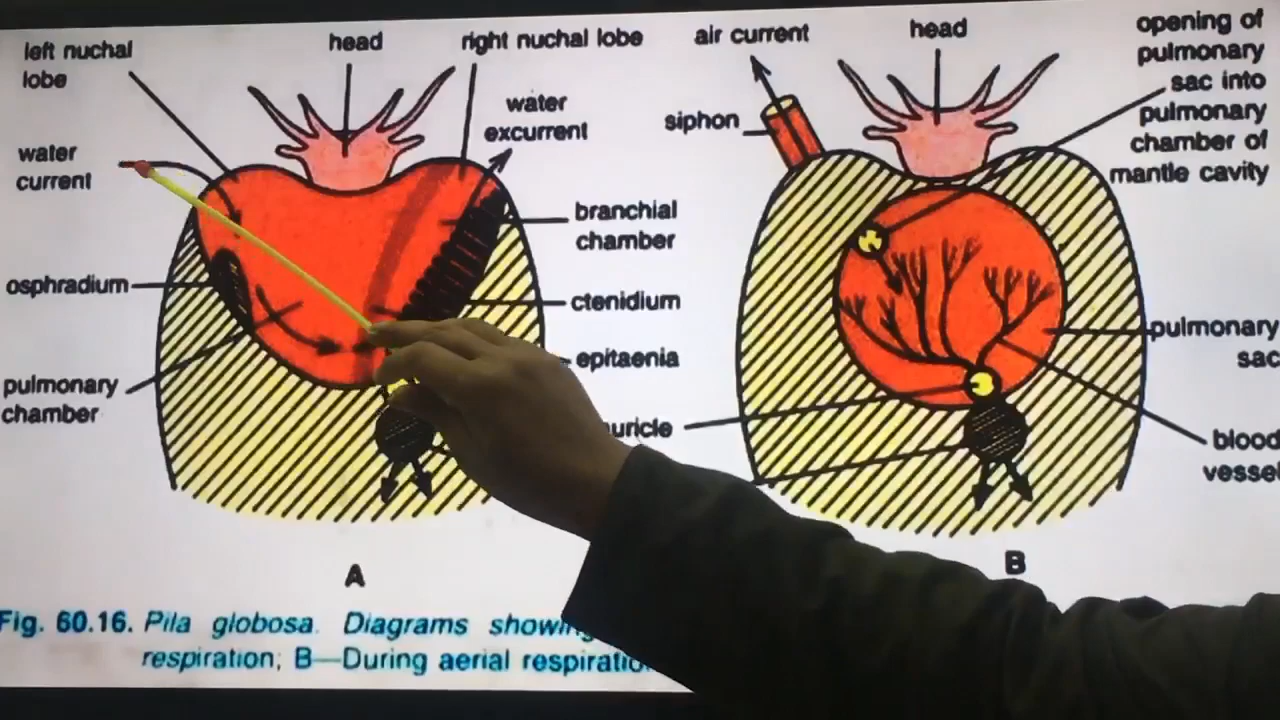 left nuchal
lobe
head
right nuchal lobe
water
excurrent
water
current
branchial
chamber
osphradium
ctenidium
epitaenia
pulmonary
chamber
A
air current
head
opening of
pulmonary
sac into
pulmonary
chamber of
mantle cavity
siphon
pulmonary
sac
uricle
blood
vesse
B
Fig. 60.16. Pila globosa. Diagrams showing
respiration; B—During aerial respiratio